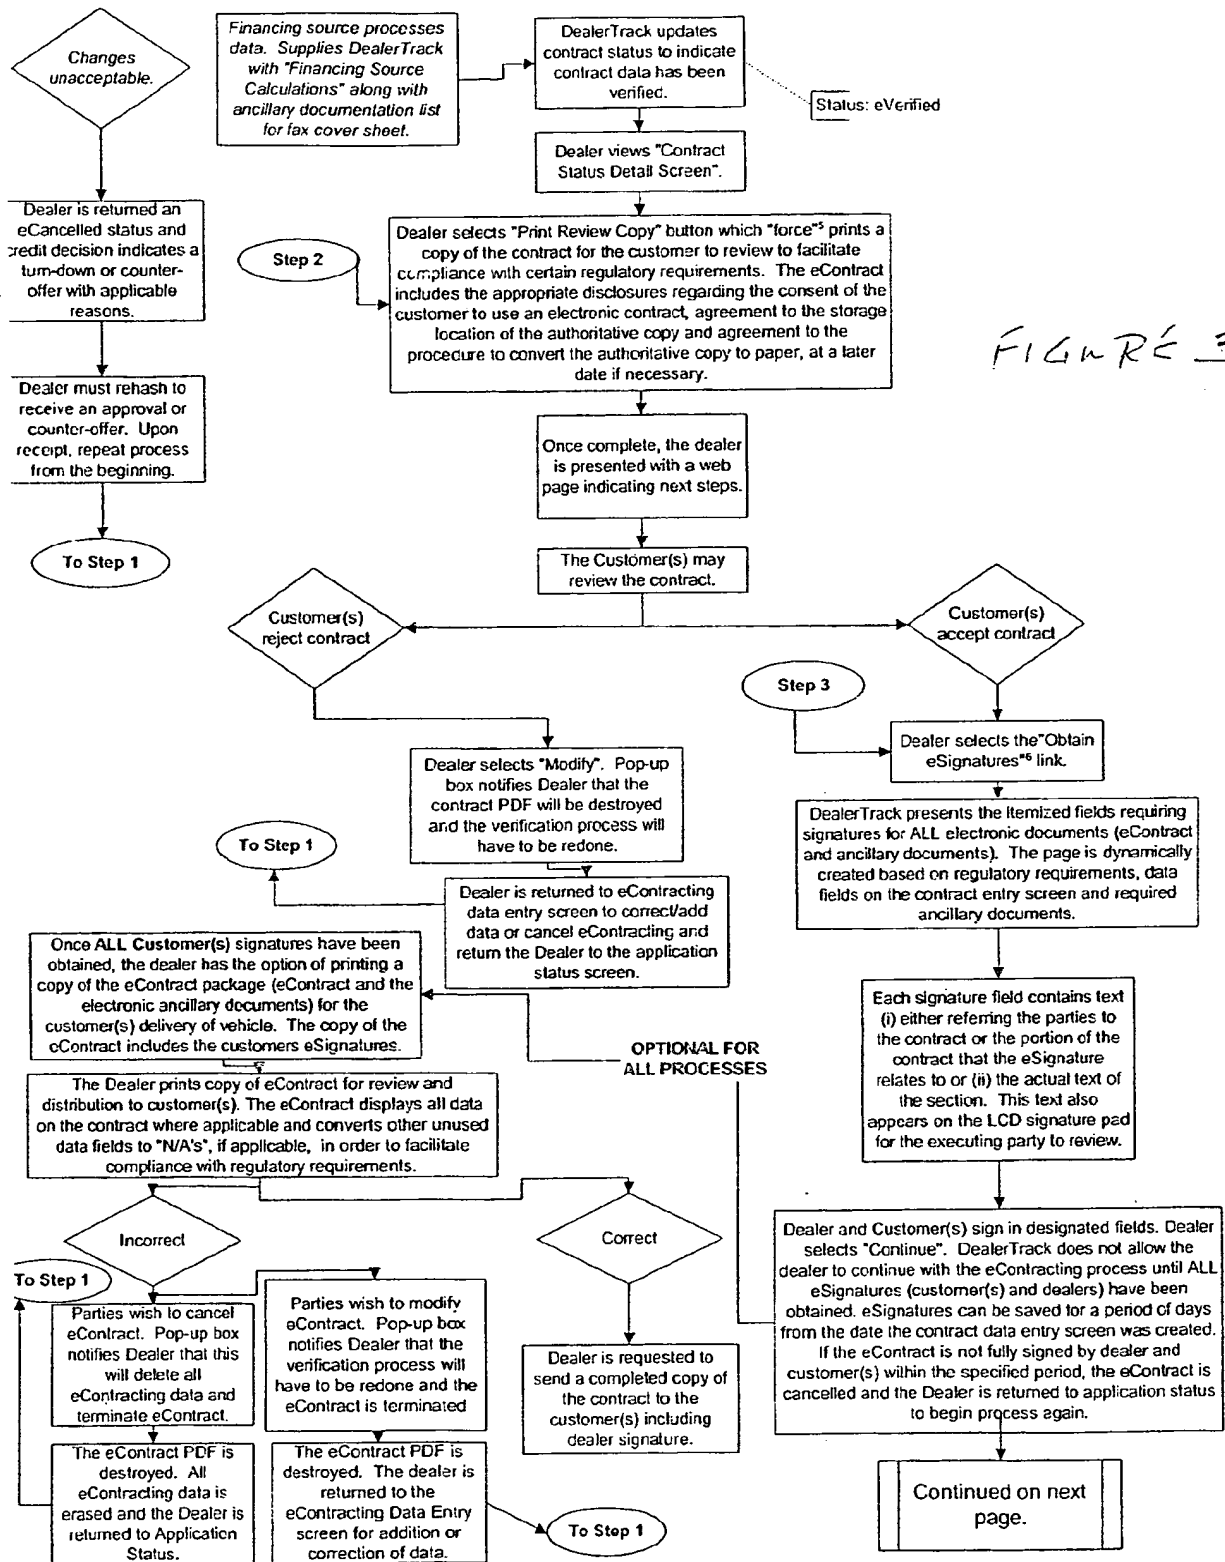 Changes
unacceptable.
Financing source processes
data. Supplies DealerTrack
with "Financing Source
Calculations" along with
ancillary documentation list
for fax cover sheet.
DealerTrack updates
contract status to indicate
contract data has been
verified.
Status: eVerified
Dealer views "Contract
Status Detail Screen".
Dealer is returned an
eCancelled status and
credit decision indicates a
turn-down or counter-
offer with applicable
reasons.
Step 2
Dealer selects "Print Review Copy" button which "force"⁵ prints a
copy of the contract for the customer to review to facilitate
compliance with certain regulatory requirements. The eContract
includes the appropriate disclosures regarding the consent of the
customer to use an electronic contract, agreement to the storage
location of the authoritative copy and agreement to the
procedure to convert the authoritative copy to paper, at a later
date if necessary.
FIGURE 3
Dealer must rehash to
receive an approval or
counter-offer. Upon
receipt, repeat process
from the beginning.
To Step 1
Once complete, the dealer
is presented with a web
page indicating next steps.
The Customer(s) may
review the contract.
Customer(s)
reject contract
Customer(s)
accept contract
Step 3
Dealer selects the"Obtain
eSignatures"⁶ link.
Dealer selects "Modify". Pop-up
box notifies Dealer that the
contract PDF will be destroyed
and the verification process will
have to be redone.
To Step 1
Dealer is returned to eContracting
data entry screen to correct/add
data or cancel eContracting and
return the Dealer to the application
status screen.
DealerTrack presents the itemized fields requiring
signatures for ALL electronic documents (eContract
and ancillary documents). The page is dynamically
created based on regulatory requirements, data
fields on the contract entry screen and required
ancillary documents.
Once ALL Customer(s) signatures have been
obtained, the dealer has the option of printing a
copy of the eContract package (eContract and the
electronic ancillary documents) for the
customer(s) delivery of vehicle. The copy of the
eContract includes the customers eSignatures.
OPTIONAL FOR
ALL PROCESSES
Each signature field contains text
(i) either referring the parties to
the contract or the portion of
the contract that the eSignature
relates to or (ii) the actual text of
the section. This text also
appears on the LCD signature pad
for the executing party to review.
The Dealer prints copy of eContract for review and
distribution to customer(s). The eContract displays all data
on the contract where applicable and converts other unused
data fields to "N/A's", if applicable, in order to facilitate
compliance with regulatory requirements.
Incorrect
Correct
Dealer and Customer(s) sign in designated fields. Dealer
selects "Continue". DealerTrack does not allow the
dealer to continue with the eContracting process until ALL
eSignatures (customer(s) and dealers) have been
obtained. eSignatures can be saved for a period of days
from the date the contract data entry screen was created.
If the eContract is not fully signed by dealer and
customer(s) within the specified period, the eContract is
cancelled and the Dealer is returned to application status
to begin process again.
To Step 1
Parties wish to cancel
eContract. Pop-up box
notifies Dealer that this
will delete all
eContracting data and
terminate eContract.
Parties wish to modify
eContract. Pop-up box
notifies Dealer that the
verification process will
have to be redone and the
eContract is terminated
Dealer is requested to
send a completed copy
of the contract to the
customer(s) including
dealer signature.
The eContract PDF is
destroyed. All
eContracting data is
erased and the Dealer is
returned to Application
Status.
The eContract PDF is
destroyed. The dealer is
returned to the
eContracting Data Entry
screen for addition or
correction of data.
To Step 1
Continued on next
page.